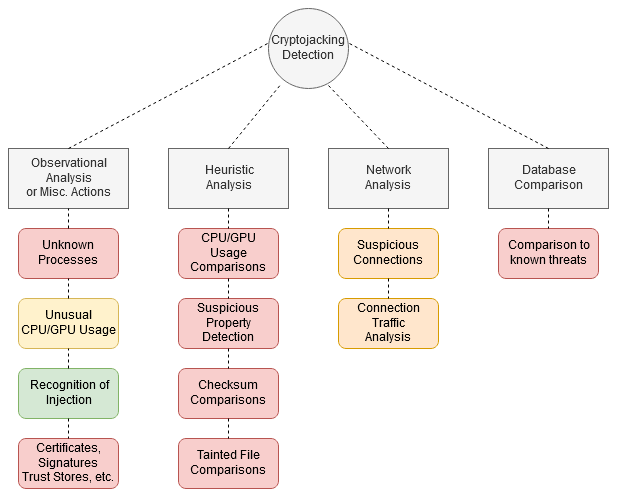 Cryptojacking
Detection
Observational
Analysis
or Misc. Actions
Heuristic
Analysis
Network
Analysis
Database
Comparison
Unknown
Processes
CPU/GPU
Usage
Comparisons
Suspicious
Connections
Comparison to
known threats
Unusual
CPU/GPU Usage
Suspicious
Property
Detection
Connection
Traffic
Analysis
Recognition of
Injection
Checksum
Comparisons
Certificates,
Signatures
Trust Stores, etc.
Tainted File
Comparisons